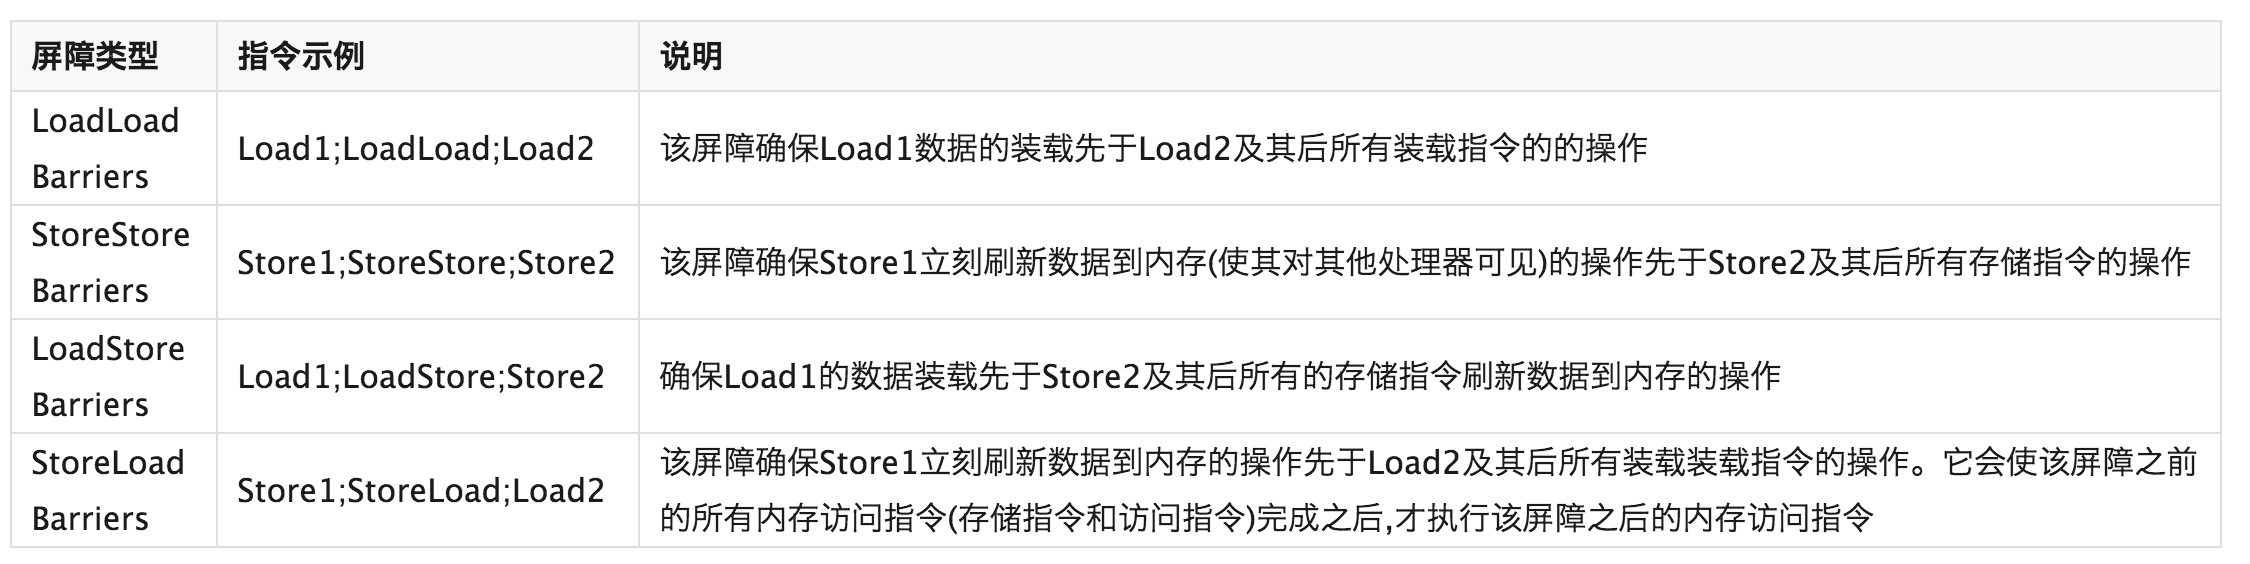 屏障类型 指令示例 说明
LoadLoad
Barriers
Load1;LoadLoad;Load2
该屏障确保Load1数据的装载先于Load2及其后所有装载指令的的操作
StoreStore
Barriers
Store1;StoreStore;Store2
该屏障确保Store1立刻刷新数据到内存(使其对其他处理器可见)的操作先于Store2及其后所有存储指令的操作
LoadStore
Barriers
Load1;LoadStore;Store2
确保Load1的数据装载先于Store2及其后所有的存储指令刷新数据到内存的操作
StoreLoad
Barriers
Store1;StoreLoad;Load2
该屏障确保Store1立刻刷新数据到内存的操作先于Load2及其后所有装载装载指令的操作。它会使该屏障之前
的所有内存访问指令(存储指令和访问指令)完成之后,才执行该屏障之后的内存访问指令